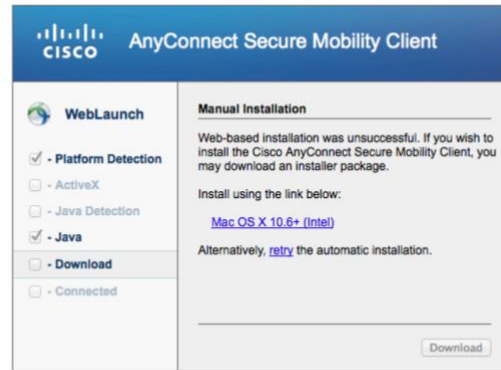 CISCO
AnyConnect Secure Mobility Client
WebLaunch
- Platform Detection
- ActiveX
- Java Detection
- Java
- Download
- Connected
Manual Installation
Web-based installation was unsuccessful. If you wish to
install the Cisco AnyConnect Secure Mobility Client, you
may download an installer package.
Install using the link below:
Mac OS X 10.6+ (Intel)
Alternatively, retry the automatic installation.
Download